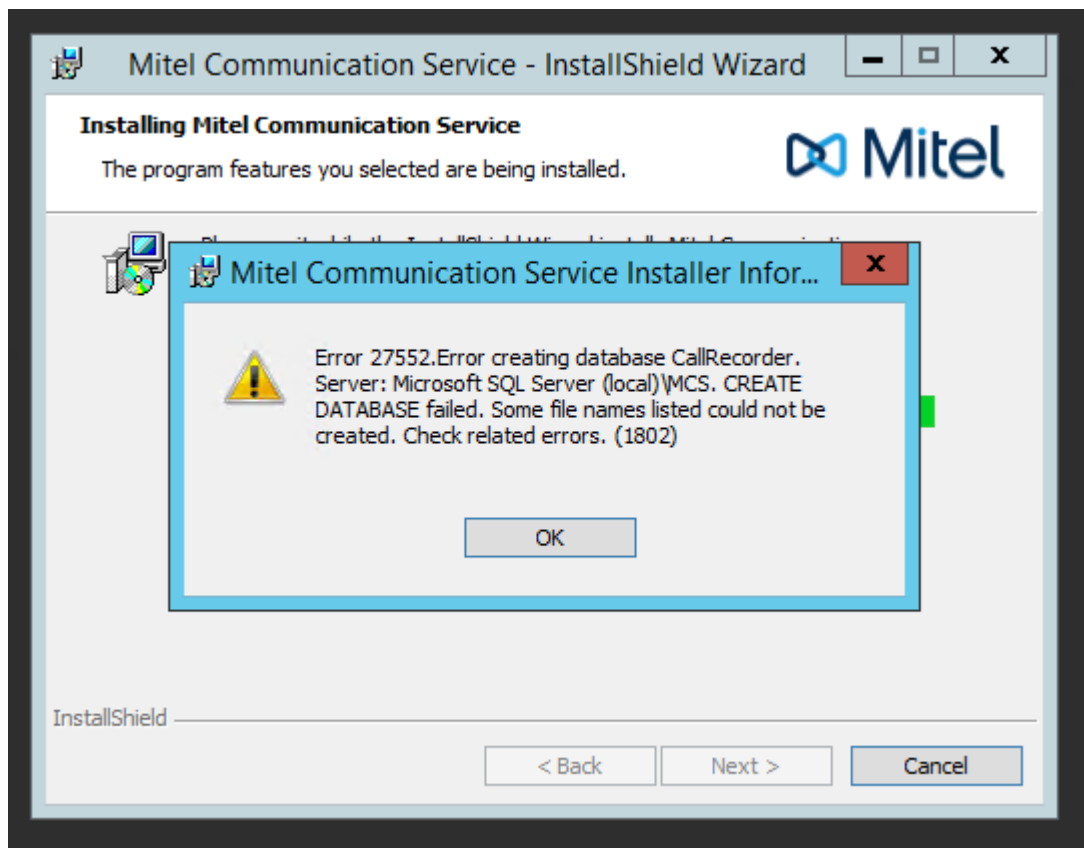 Mitel Communication Service - InstallShield Wizard
Installing Mitel Communication Service
The program features you selected are being installed.
Mitel
Mitel Communication Service Installer Infor...
Error 27552.Error creating database CallRecorder.
Server: Microsoft SQL Server (local)\MCS. CREATE
DATABASE failed. Some file names listed could not be
created. Check related errors. (1802)
OK
InstallShield
< Back
Next >
Cancel